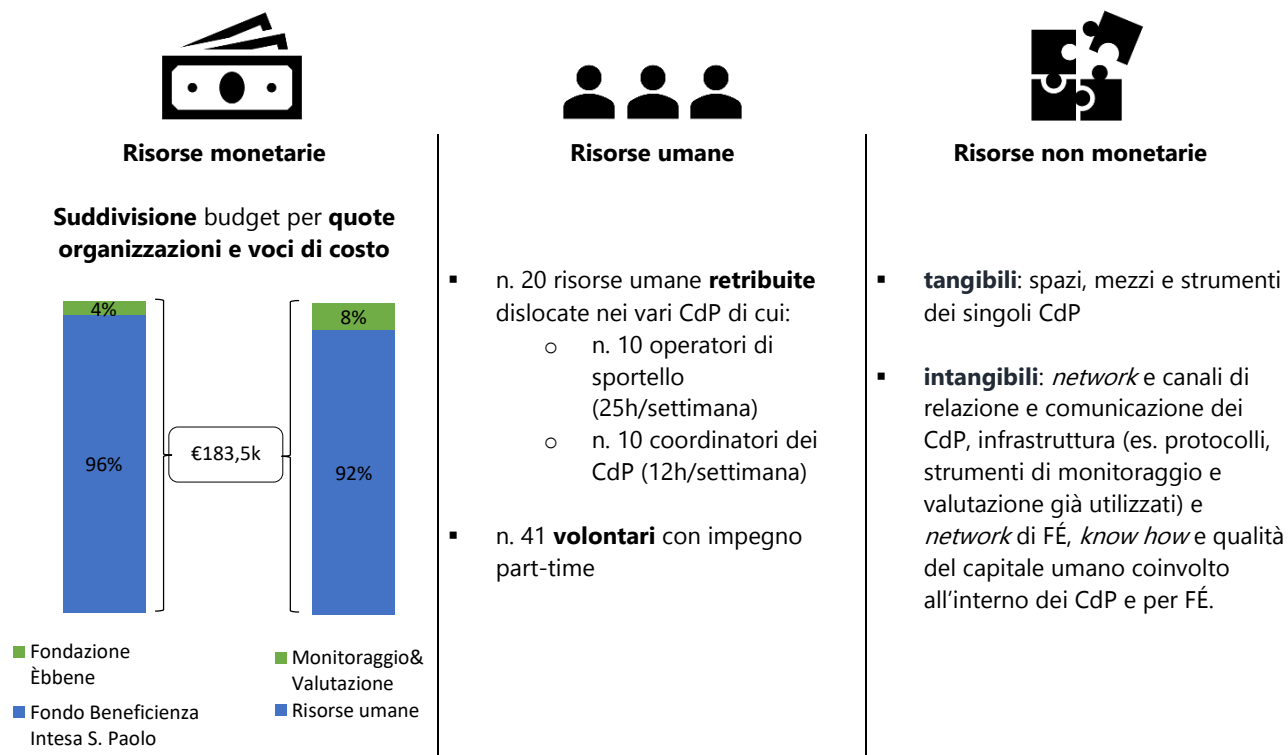 Risorse monetarie
Suddivisione budget per quote
organizzazioni e voci di costo
4%
96%
€183,5k
8%
92%
Fondazione
Èbbene
Fondo Beneficienza
Intesa S. Paolo
Monitoraggio&
Valutazione
Risorse umane
Risorse umane
▪ n. 20 risorse umane retribuite
dislocate nei vari CdP di cui:
o n. 10 operatori di
sportello
(25h/settimana)
o n. 10 coordinatori dei
CdP (12h/settimana)
▪ n. 41 volontari con impegno
part-time
Risorse non monetarie
▪ tangibili: spazi, mezzi e strumenti
dei singoli CdP
▪ intangibili: network e canali di
relazione e comunicazione dei
CdP, infrastruttura (es. protocolli,
strumenti di monitoraggio e
valutazione già utilizzati) e
network di FÉ, know how e qualità
del capitale umano coinvolto
all'interno dei CdP e per FÉ.